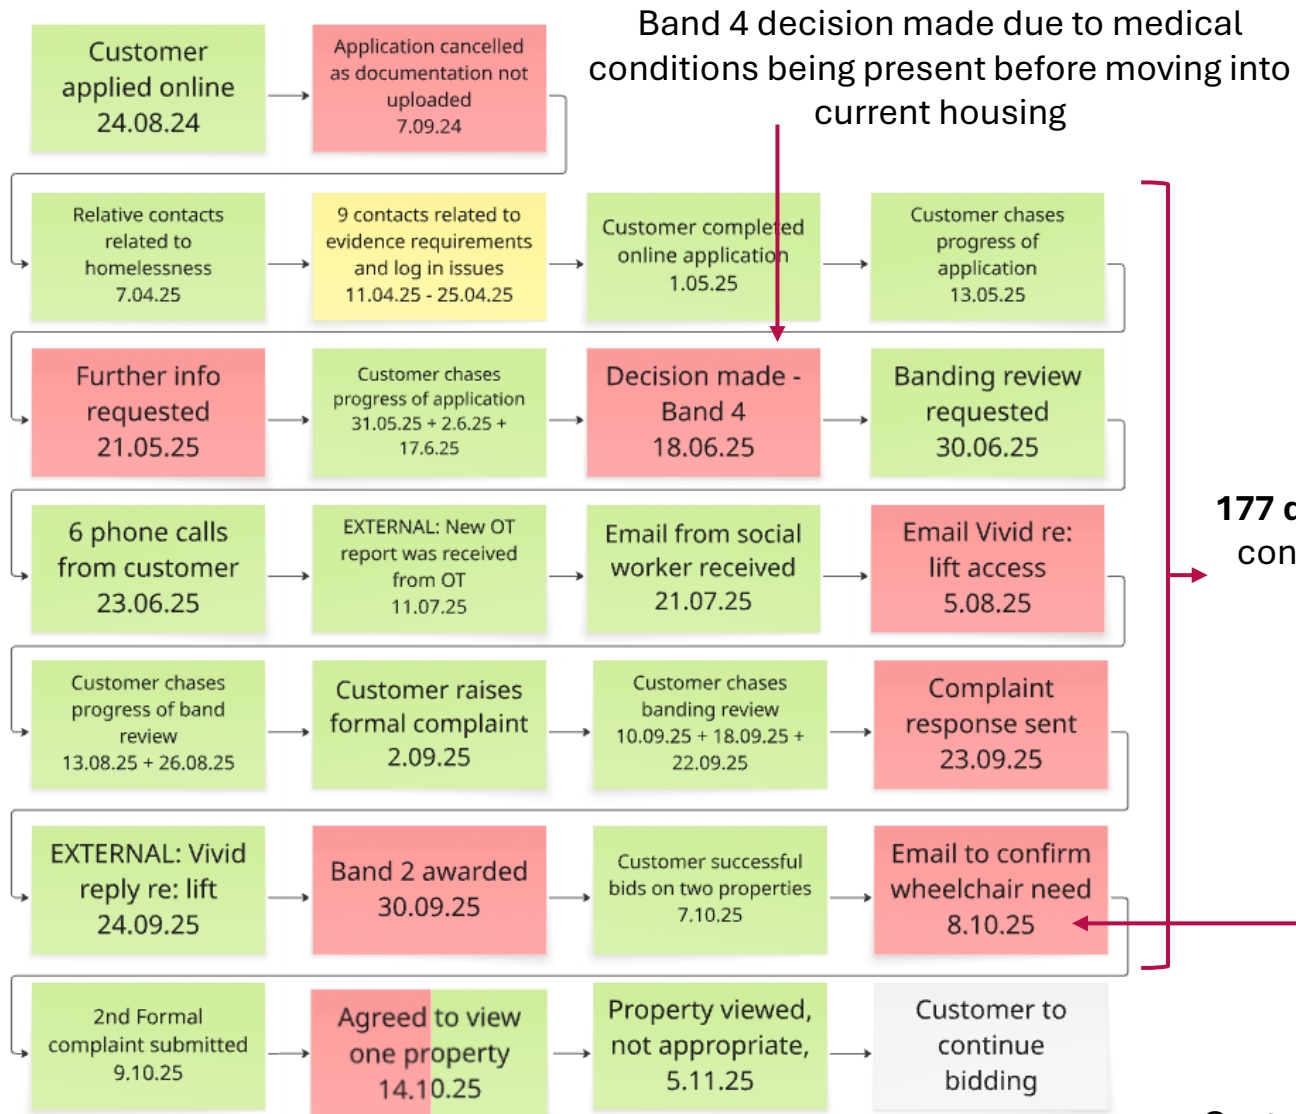 Band 4 decision made due to medical
conditions being present before moving into
current housing
Customer
applied online
24.08.24
Application cancelled
as documentation not
uploaded
7.09.24
Relative contacts
related to
homelessness
7.04.25
9 contacts related to
evidence requirements
and log in issues
11.04.25 - 25.04.25
Customer completed
online application
1.05.25
Customer chases
progress of
application
13.05.25
Further info
requested
21.05.25
Customer chases
progress of application
31.05.25 + 2.6.25 +
17.6.25
Decision made -
Band 4
18.06.25
Banding review
requested
30.06.25
6 phone calls
from customer
23.06.25
EXTERNAL: New OT
report was received
from OT
11.07.25
Email from social
worker received
21.07.25
Email Vivid re:
lift access
5.08.25
177
Customer chases
progress of band
review
13.08.25 + 26.08.25
Customer raises
formal complaint
2.09.25
Customer chases
banding review
10.09.25 + 18.09.25 +
22.09.25
Complaint
response sent
23.09.25
EXTERNAL: Vivid
reply re: lift
24.09.25
Band 2 awarded
30.09.25
Customer successful
bids on two properties
7.10.25
Email to confirm
wheelchair need
8.10.25
2nd Formal
complaint submitted
9.10.25
Agreed to view
one property
14.10.25
Property viewed,
not appropriate,
5.11.25
Customer to
continue
bidding